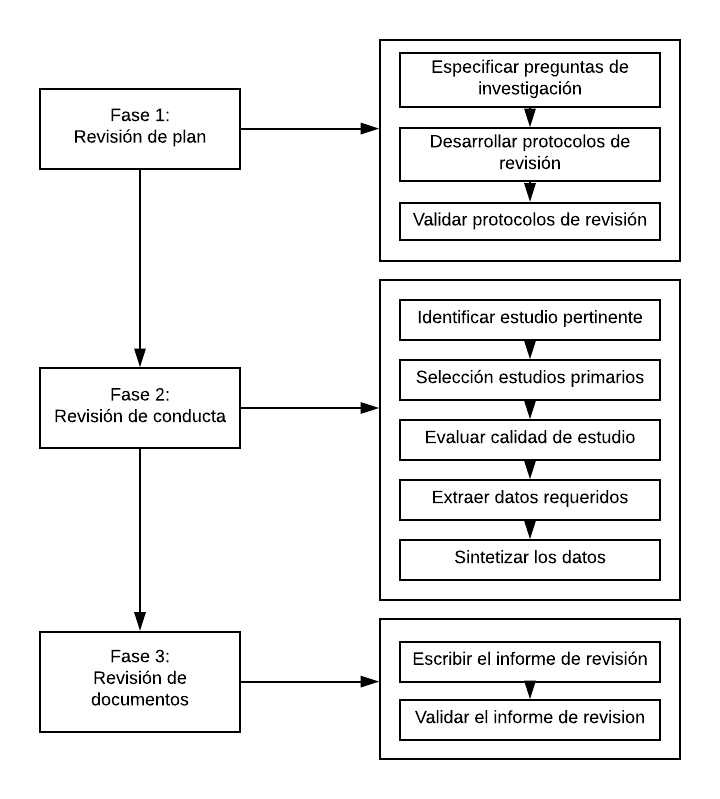 Fase 1:
Revisión de plan
Especificar preguntas de
investigación
Desarrollar protocolos de
revisión
Validar protocolos de revisión
Fase 2:
Revisión de conducta
Identificar estudio pertinente
Selección estudios primarios
Evaluar calidad de estudio
Extraer datos requeridos
Sintetizar los datos
Fase 3:
Revisión de
documentos
Escribir el informe de revisión
Validar el informe de revision